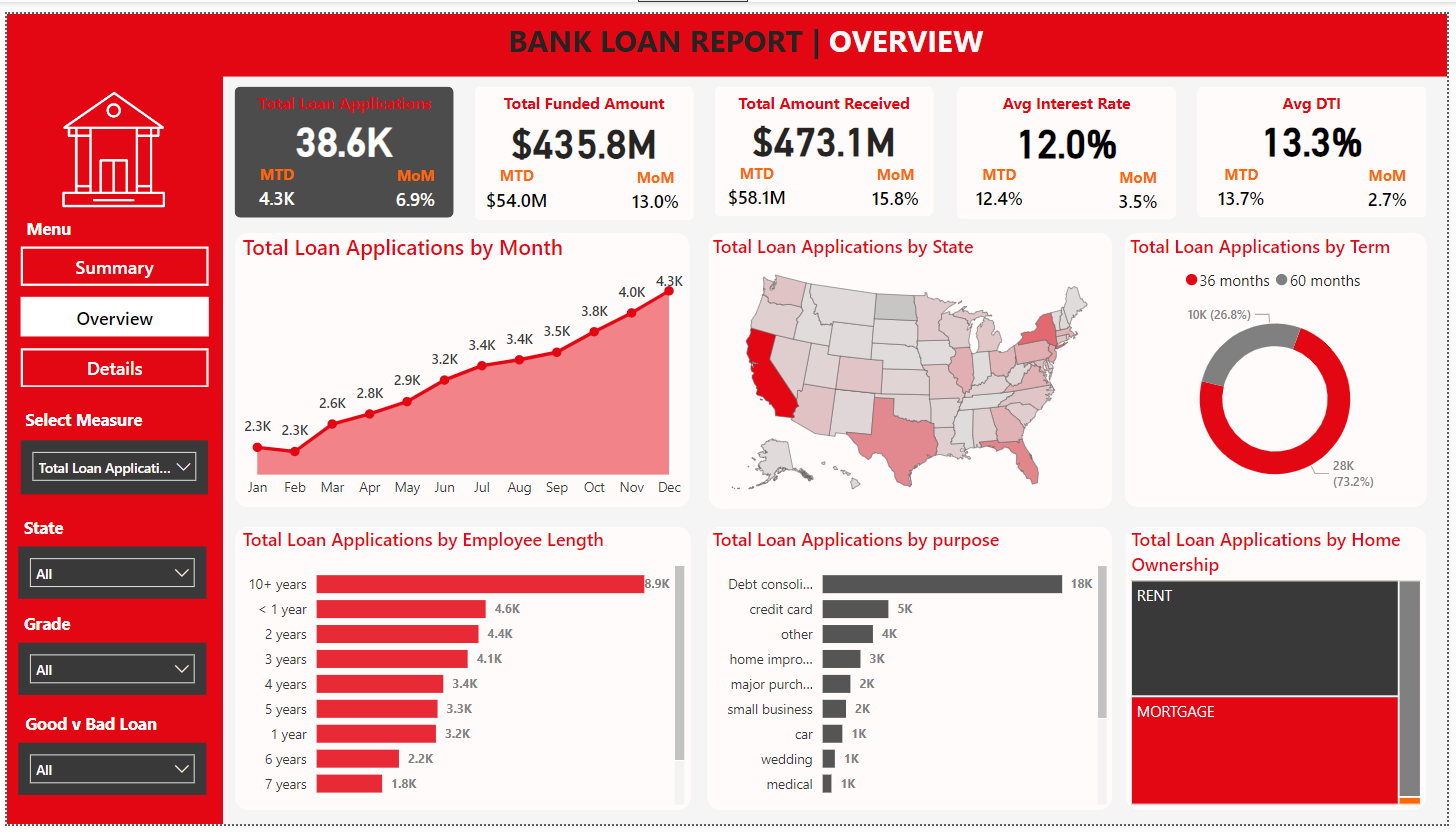 BANK LOAN REPORT | OVERVIEW
Menu
Summary
Overview
Details
Select Measure
Total Loan Applicati...
State
All
Grade
All
Good v Bad Loan
All
Total Loan Applications
38.6K
MTD MoM
4.3K 6.9%
Total Funded Amount
$435.8M
MTD MoM
$54.0M 13.0%
Total Amount Received
$473.1M
MTD MoM
$58.1M 15.8%
Avg Interest Rate
12.0%
MTD MoM
12.4% 3.5%
Avg DTI
13.3%
MTD MoM
13.7% 2.7%
Total Loan Applications by Month
2.3K 2.3K 2.6K 2.8K 2.9K 3.2K 3.4K 3.4K 3.5K 3.8K 4.0K 4.3K
Jan Feb Mar Apr May Jun Jul Aug Sep Oct Nov Dec
Total Loan Applications by State
Total Loan Applications by Term
36 months 60 months
10K (26.8%)
28K
(73.2%)
Total Loan Applications by Employee Length
10+ years 8.9K
< 1 year 4.6K
2 years 4.4K
3 years 4.1K
4 years 3.4K
5 years 3.3K
1 year 3.2K
6 years 2.2K
7 years 1.8K
Total Loan Applications by purpose
Debt consoli... 18K
credit card 5K
other 4K
home impro... 3K
major purch... 2K
small business 2K
car 1K
wedding 1K
medical 1K
Total Loan Applications by Home
Ownership
RENT
MORTGAGE